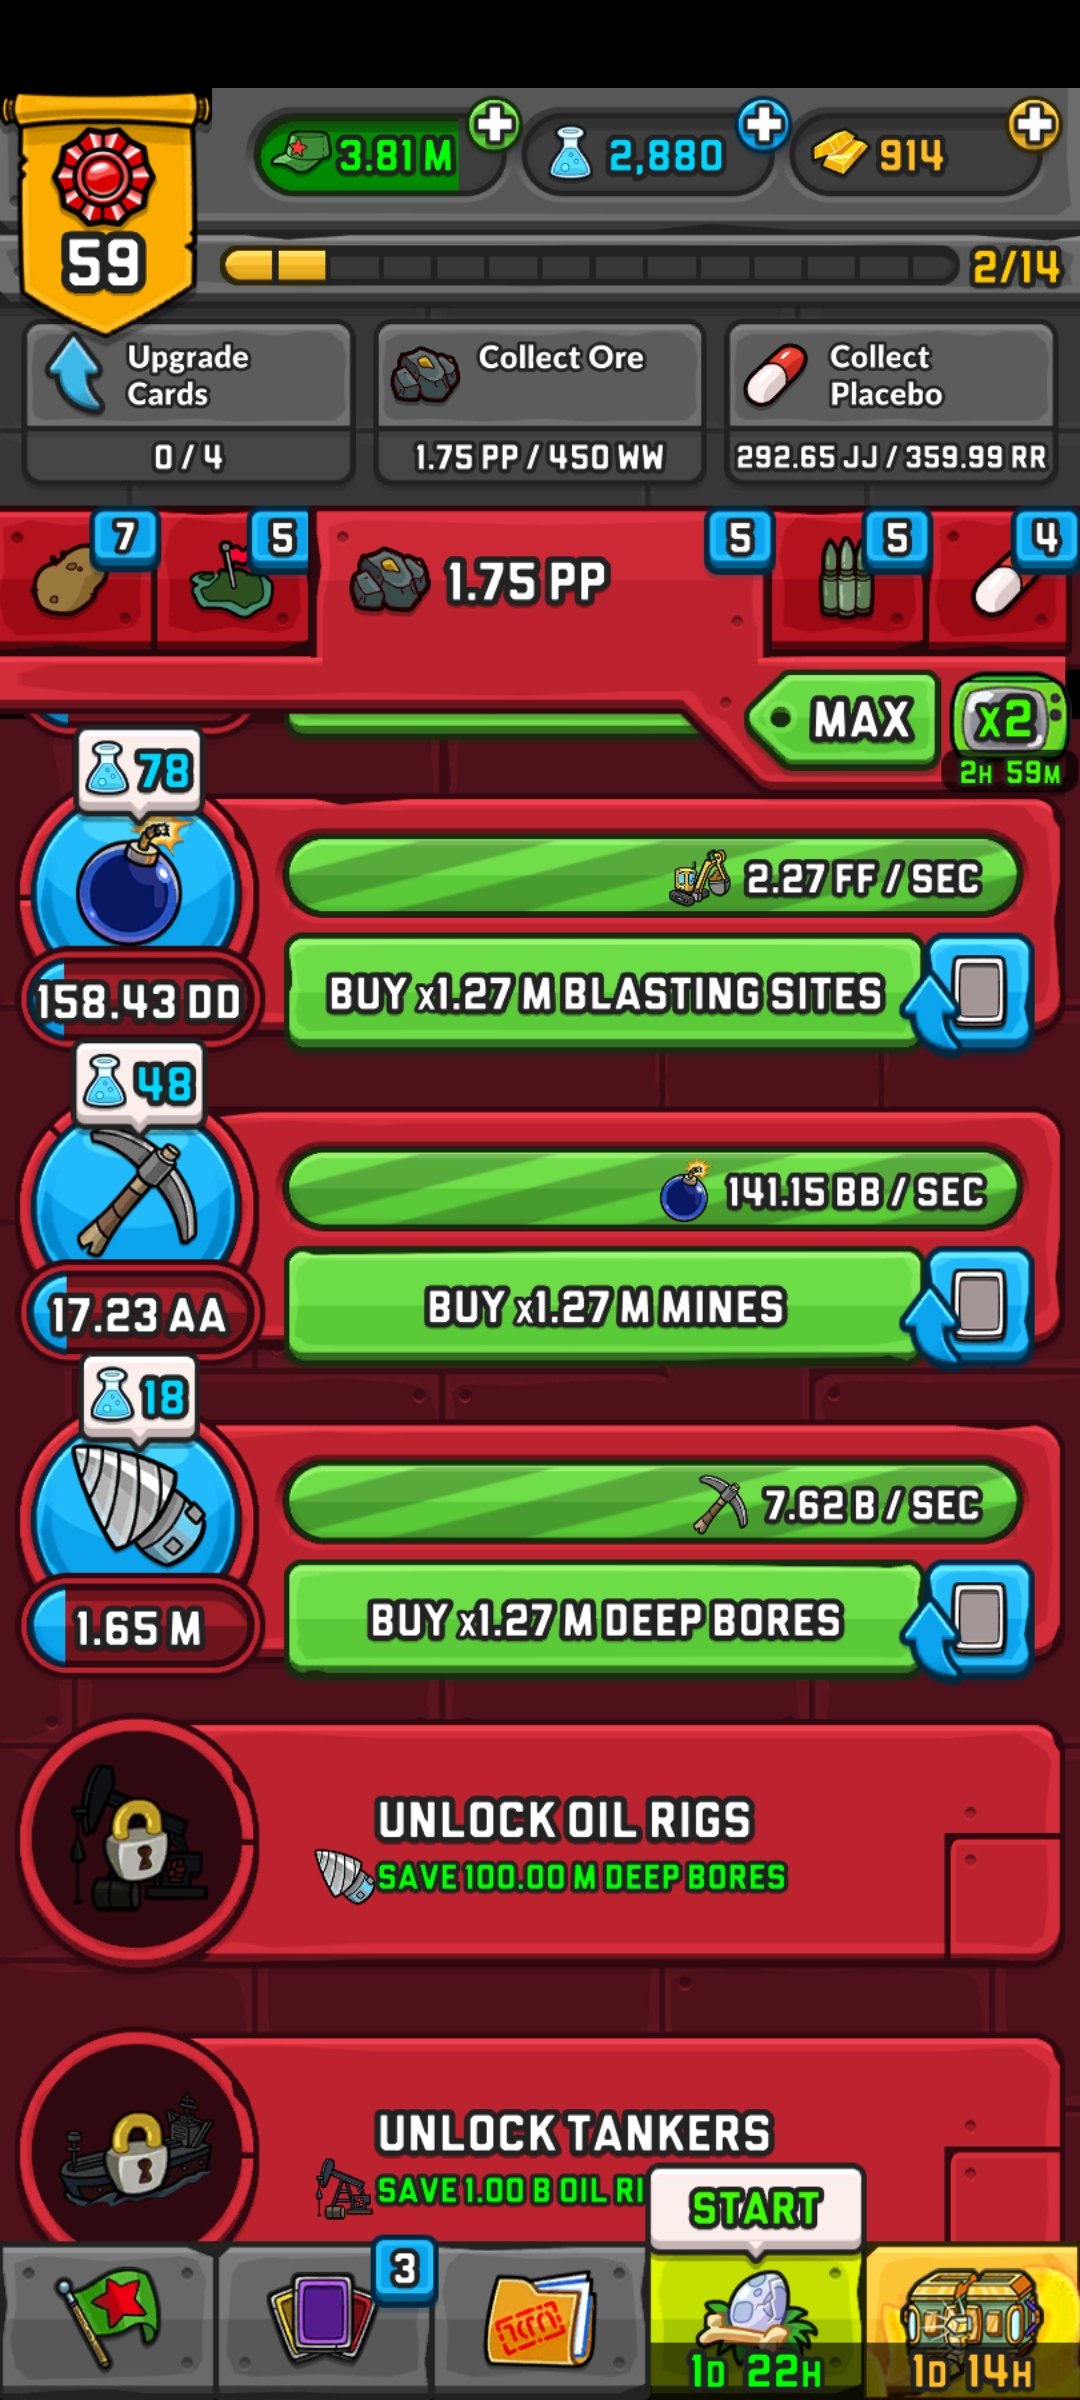 3.81 M
2,880
914
59
2/14
Upgrade
Cards
0 / 4
Collect Ore
1.75 PP / 450 WW
Collect
Placebo
292.65 JJ / 359.99 RR
7
5
1.75 PP
5
5
4
MAX
x2
2H 59M
78
2.27 FF / SEC
158.43 DD
BUY x1.27 M BLASTING SITES
48
141.15 BB / SEC
17.23 AA
BUY x1.27 M MINES
18
7.62 B / SEC
1.65 M
BUY x1.27 M DEEP BORES
UNLOCK OIL RIGS
SAVE 100.00 M DEEP BORES
UNLOCK TANKERS
SAVE 1.00 B OIL RI
START
3
1D 22H
1D 14H